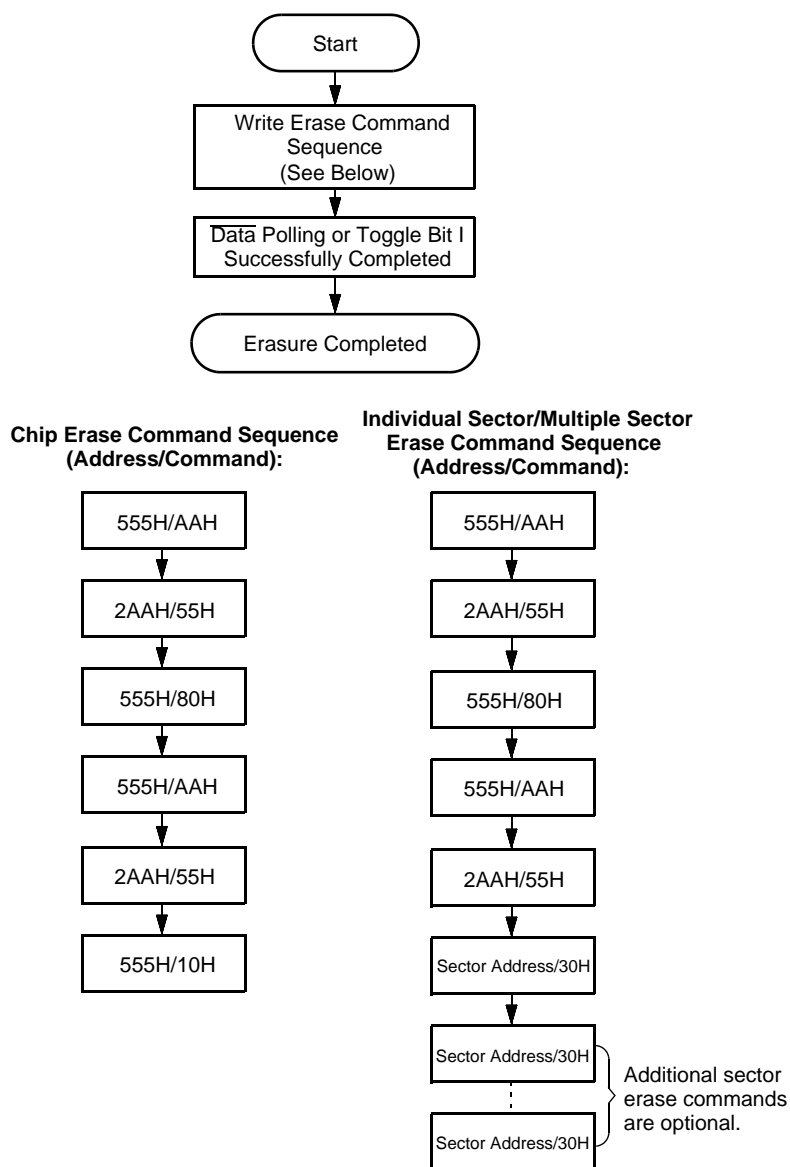 Start
Write Erase Command
Sequence
(See Below)
Data Polling or Toggle Bit I
Successfully Completed
Erasure Completed
Chip Erase Command Sequence
(Address/Command):
555H/AAH
2AAH/55H
555H/80H
555H/AAH
2AAH/55H
555H/10H
Individual Sector/Multiple Sector
Erase Command Sequence
(Address/Command):
555H/AAH
2AAH/55H
555H/80H
555H/AAH
2AAH/55H
Sector Address/30H
Sector Address/30H
Sector Address/30H
Additional sector
erase commands
are optional.